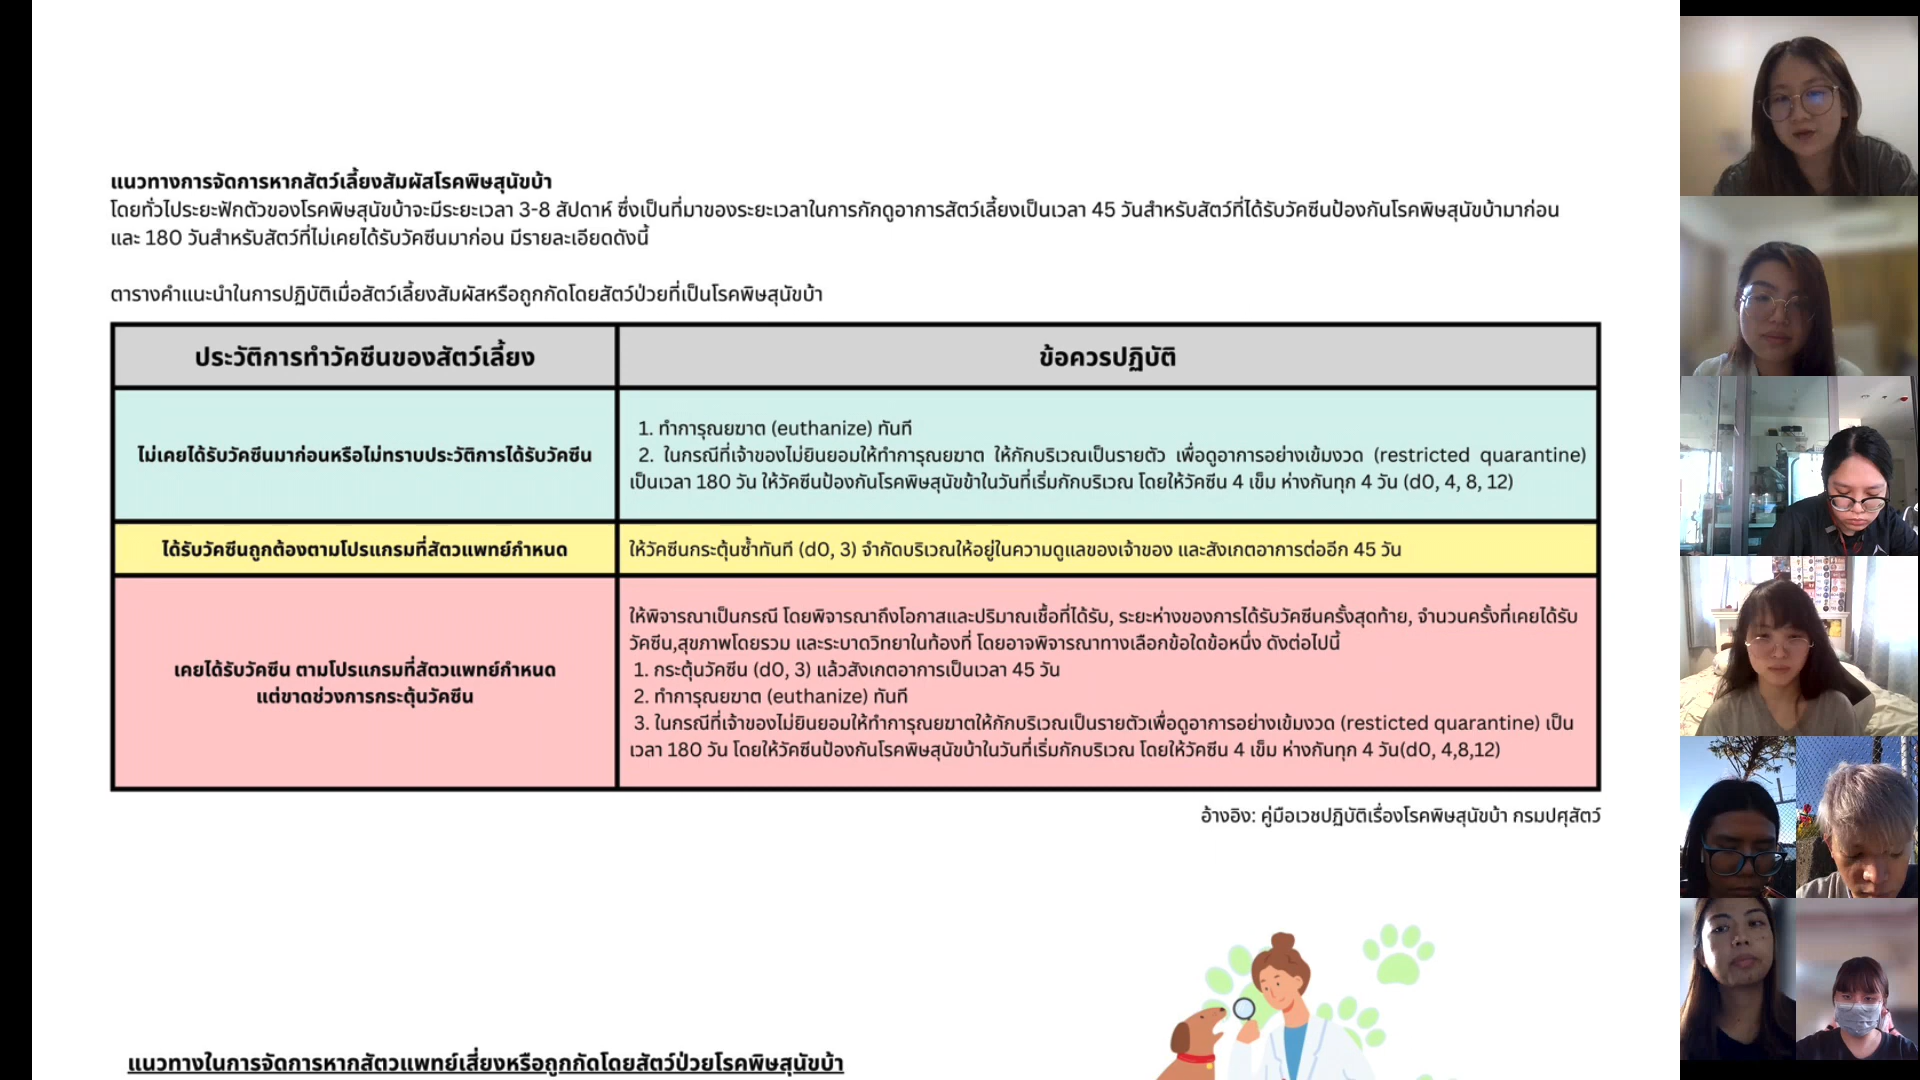 แนวทางการจัดการหากสัตว์เลี้ยงสัมผัสโรคพิษสุนัขบ้า
โดยทั่วไประยะฟักตัวของโรคพิษสุนัขบ้าจะมีระยะเวลา 3-8 สัปดาห์ ซึ่งเป็นที่มาของระยะเวลาในการกักดูอาการสัตว์เลี้ยงเป็นเวลา 45 วันสำหรับสัตว์ที่ได้รับวัคซีนป้องกันโรคพิษสุนัขบ้ามาก่อน
และ 180 วันสำหรับสัตว์ที่ไม่เคยได้รับวัคซีนมาก่อน มีรายละเอียดดังนี้
ตารางคำแนะนำในการปฏิบัติเมื่อสัตว์เลี้ยงสัมผัสหรือถูกกัดโดยสัตว์ป่วยที่เป็นโรคพิษสุนัขบ้า
ประวัติการทำวัคซีนของสัตว์เลี้ยง
ข้อควรปฏิบัติ
ไม่เคยได้รับวัคซีนมาก่อนหรือไม่ทราบประวัติการได้รับวัคซีน
1. ทำการุณยฆาต (euthanize) ทันที
2. ในกรณีที่เจ้าของไม่ยินยอมให้ทำการุณยฆาต ให้กักบริเวณเป็นรายตัว เพื่อดูอาการอย่างเข้มงวด (restricted quarantine)
เป็นเวลา 180 วัน ให้วัคซีนป้องกันโรคพิษสุนัขข้าในวันที่เริ่มกักบริเวณ โดยให้วัคซีน 4 เข็ม ห่างกันทุก 4 วัน (d0, 4, 8, 12)
ได้รับวัคซีนถูกต้องตามโปรแกรมที่สัตวแพทย์กำหนด
ให้วัคซีนกระตุ้นซ้ำทันที (d0, 3) จำกัดบริเวณให้อยู่ในความดูแลของเจ้าของ และสังเกตอาการต่ออีก 45 วัน
เคยได้รับวัคซีน ตามโปรแกรมที่สัตวแพทย์กำหนด
แต่ขาดช่วงการกระตุ้นวัคซีน
ให้พิจารณาเป็นกรณี โดยพิจารณาถึงโอกาสและปริมาณเชื้อที่ได้รับ, ระยะห่างของการได้รับวัคซีนครั้งสุดท้าย, จำนวนครั้งที่เคยได้รับ
วัคซีน,สุขภาพโดยรวม และระบาดวิทยาในท้องที่ โดยอาจพิจารณาทางเลือกข้อใดข้อหนึ่ง ดังต่อไปนี้
1. กระตุ้นวัคซีน (d0, 3) แล้วสังเกตอาการเป็นเวลา 45 วัน
2. ทำการุณยฆาต (euthanize) ทันที
3. ในกรณีที่เจ้าของไม่ยินยอมให้ทำการุณยฆาตให้กักบริเวณเป็นรายตัวเพื่อดูอาการอย่างเข้มงวด (resticted quarantine) เป็น
เวลา 180 วัน โดยให้วัคซีนป้องกันโรคพิษสุนัขบ้าในวันที่เริ่มกักบริเวณ โดยให้วัคซีน 4 เข็ม ห่างกันทุก 4 วัน(d0, 4,8,12)
อ้างอิง: คู่มือเวชปฏิบัติเรื่องโรคพิษสุนัขบ้า กรมปศุสัตว์
แนวทางในการจัดการหากสัตวแพทย์เสี่ยงหรือถูกกัดโดยสัตว์ป่วยโรคพิษสุนัขบ้า